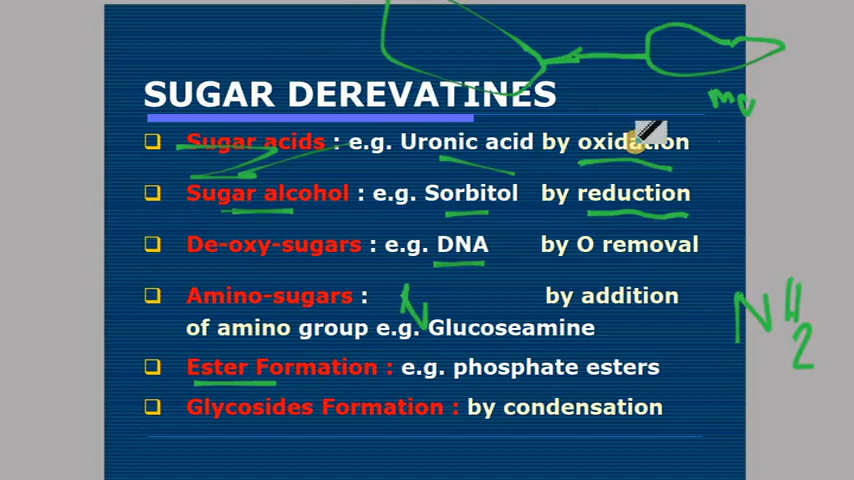 SUGAR DEREVATINES
Sugar acids : e.g. Uronic acid by oxidation
Sugar alcohol : e.g. Sorbitol by reduction
De-oxy-sugars : e.g. DNA by O removal
Amino-sugars : N by addition
of amino group e.g. Glucoseamine
NH2
Ester Formation : e.g. phosphate esters
Glycosides Formation : by condensation